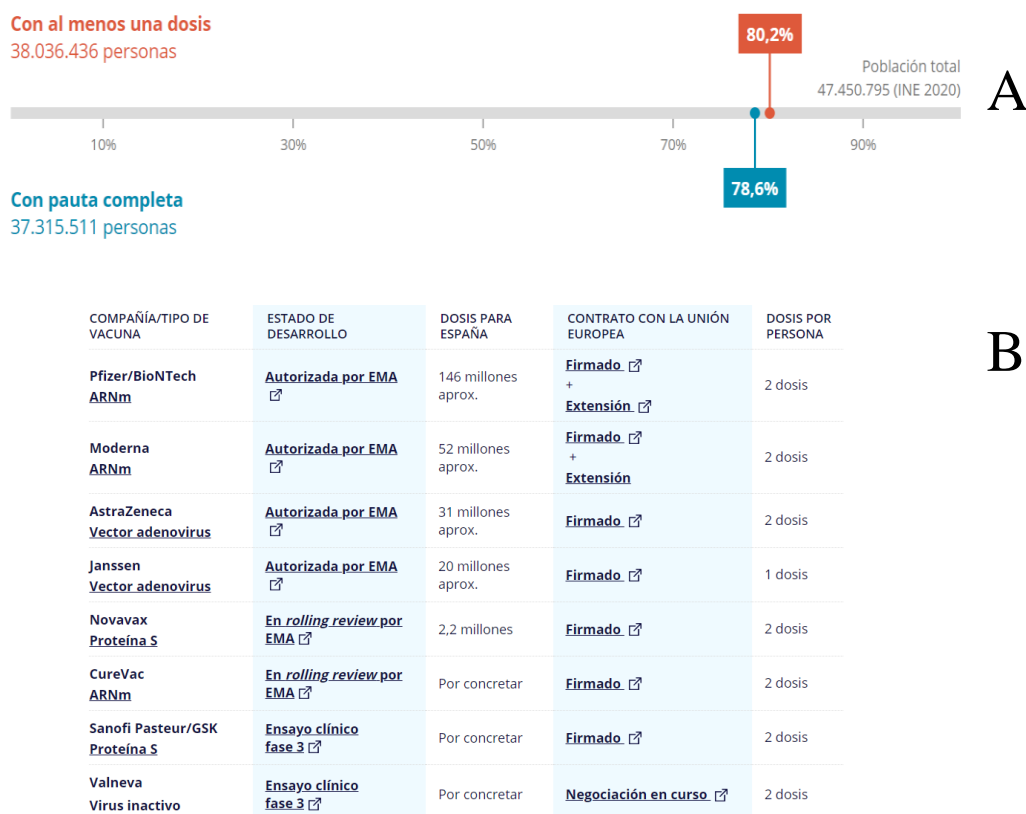 Con al menos una dosis
38.036.436 personas
80,2%
Población total
47.450.795 (INE 2020)
A
10%
30%
50%
70%
90%
78,6%
Con pauta completa
37.315.511 personas
B
COMPAÑÍA/TIPO DE
VACUNA
ESTADO DE
DESARROLLO
DOSIS PARA
ESPAÑA
CONTRATO CON LA UNIÓN
EUROPEA
DOSIS POR
PERSONA
Pfizer/BioNTech
ARNm
Autorizada por EMA
146 millones
aprox.
Firmado
+
Extensión
2 dosis
Moderna
ARNm
Autorizada por EMA
52 millones
aprox.
Firmado
+
Extensión
2 dosis
AstraZeneca
Vector adenovirus
Autorizada por EMA
31 millones
aprox.
Firmado
2 dosis
Janssen
Vector adenovirus
Autorizada por EMA
20 millones
aprox.
Firmado
1 dosis
Novavax
Proteína S
En rolling review por
EMA
2,2 millones
Firmado
2 dosis
CureVac
ARNm
En rolling review por
EMA
Por concretar
Firmado
2 dosis
Sanofi Pasteur/GSK
Proteína S
Ensayo clínico
fase 3
Por concretar
Firmado
2 dosis
Valneva
Virus inactivo
Ensayo clínico
fase 3
Por concretar
Negociación en curso
2 dosis